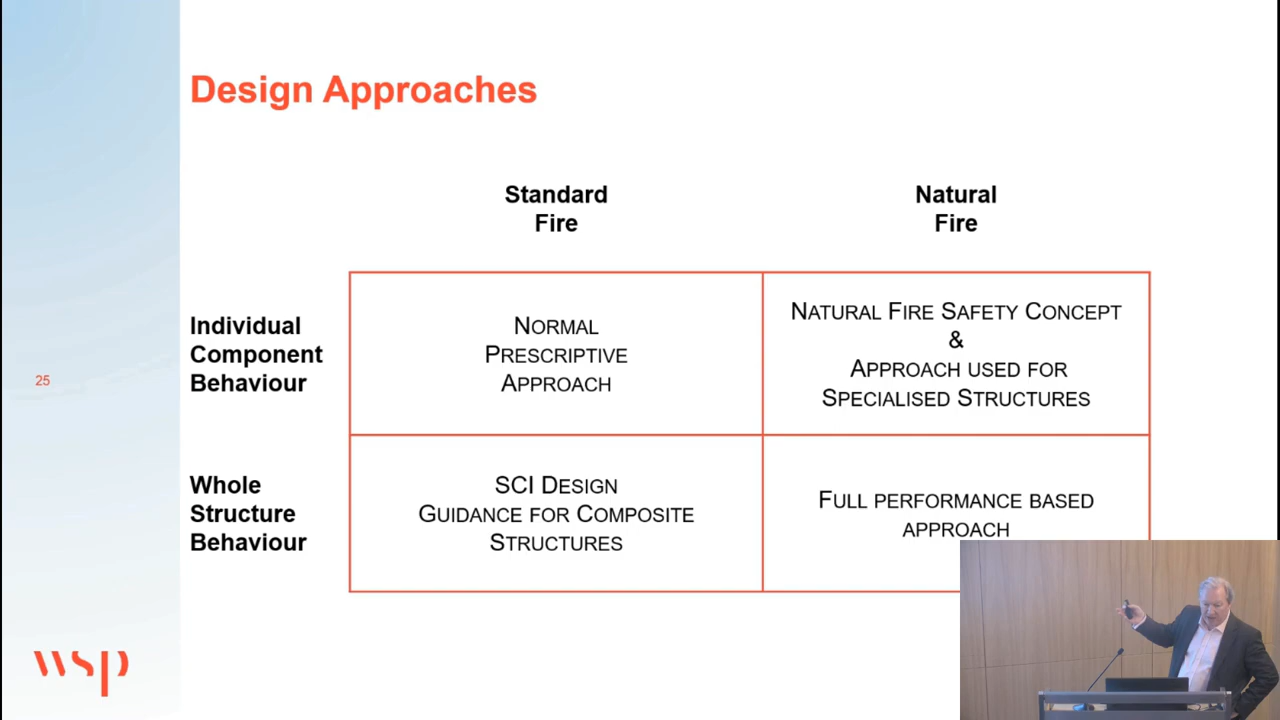 Design Approaches
Standard
Fire
Natural
Fire
Individual
Component
Behaviour
NORMAL
PRESCRIPTIVE
APPROACH
NATURAL FIRE SAFETY CONCEPT
&
APPROACH USED FOR
SPECIALISED STRUCTURES
25
Whole
Structure
Behaviour
SCI DESIGN
GUIDANCE FOR COMPOSITE
STRUCTURES
FULL PERFORMANCE BASED
APPROACH
wsp